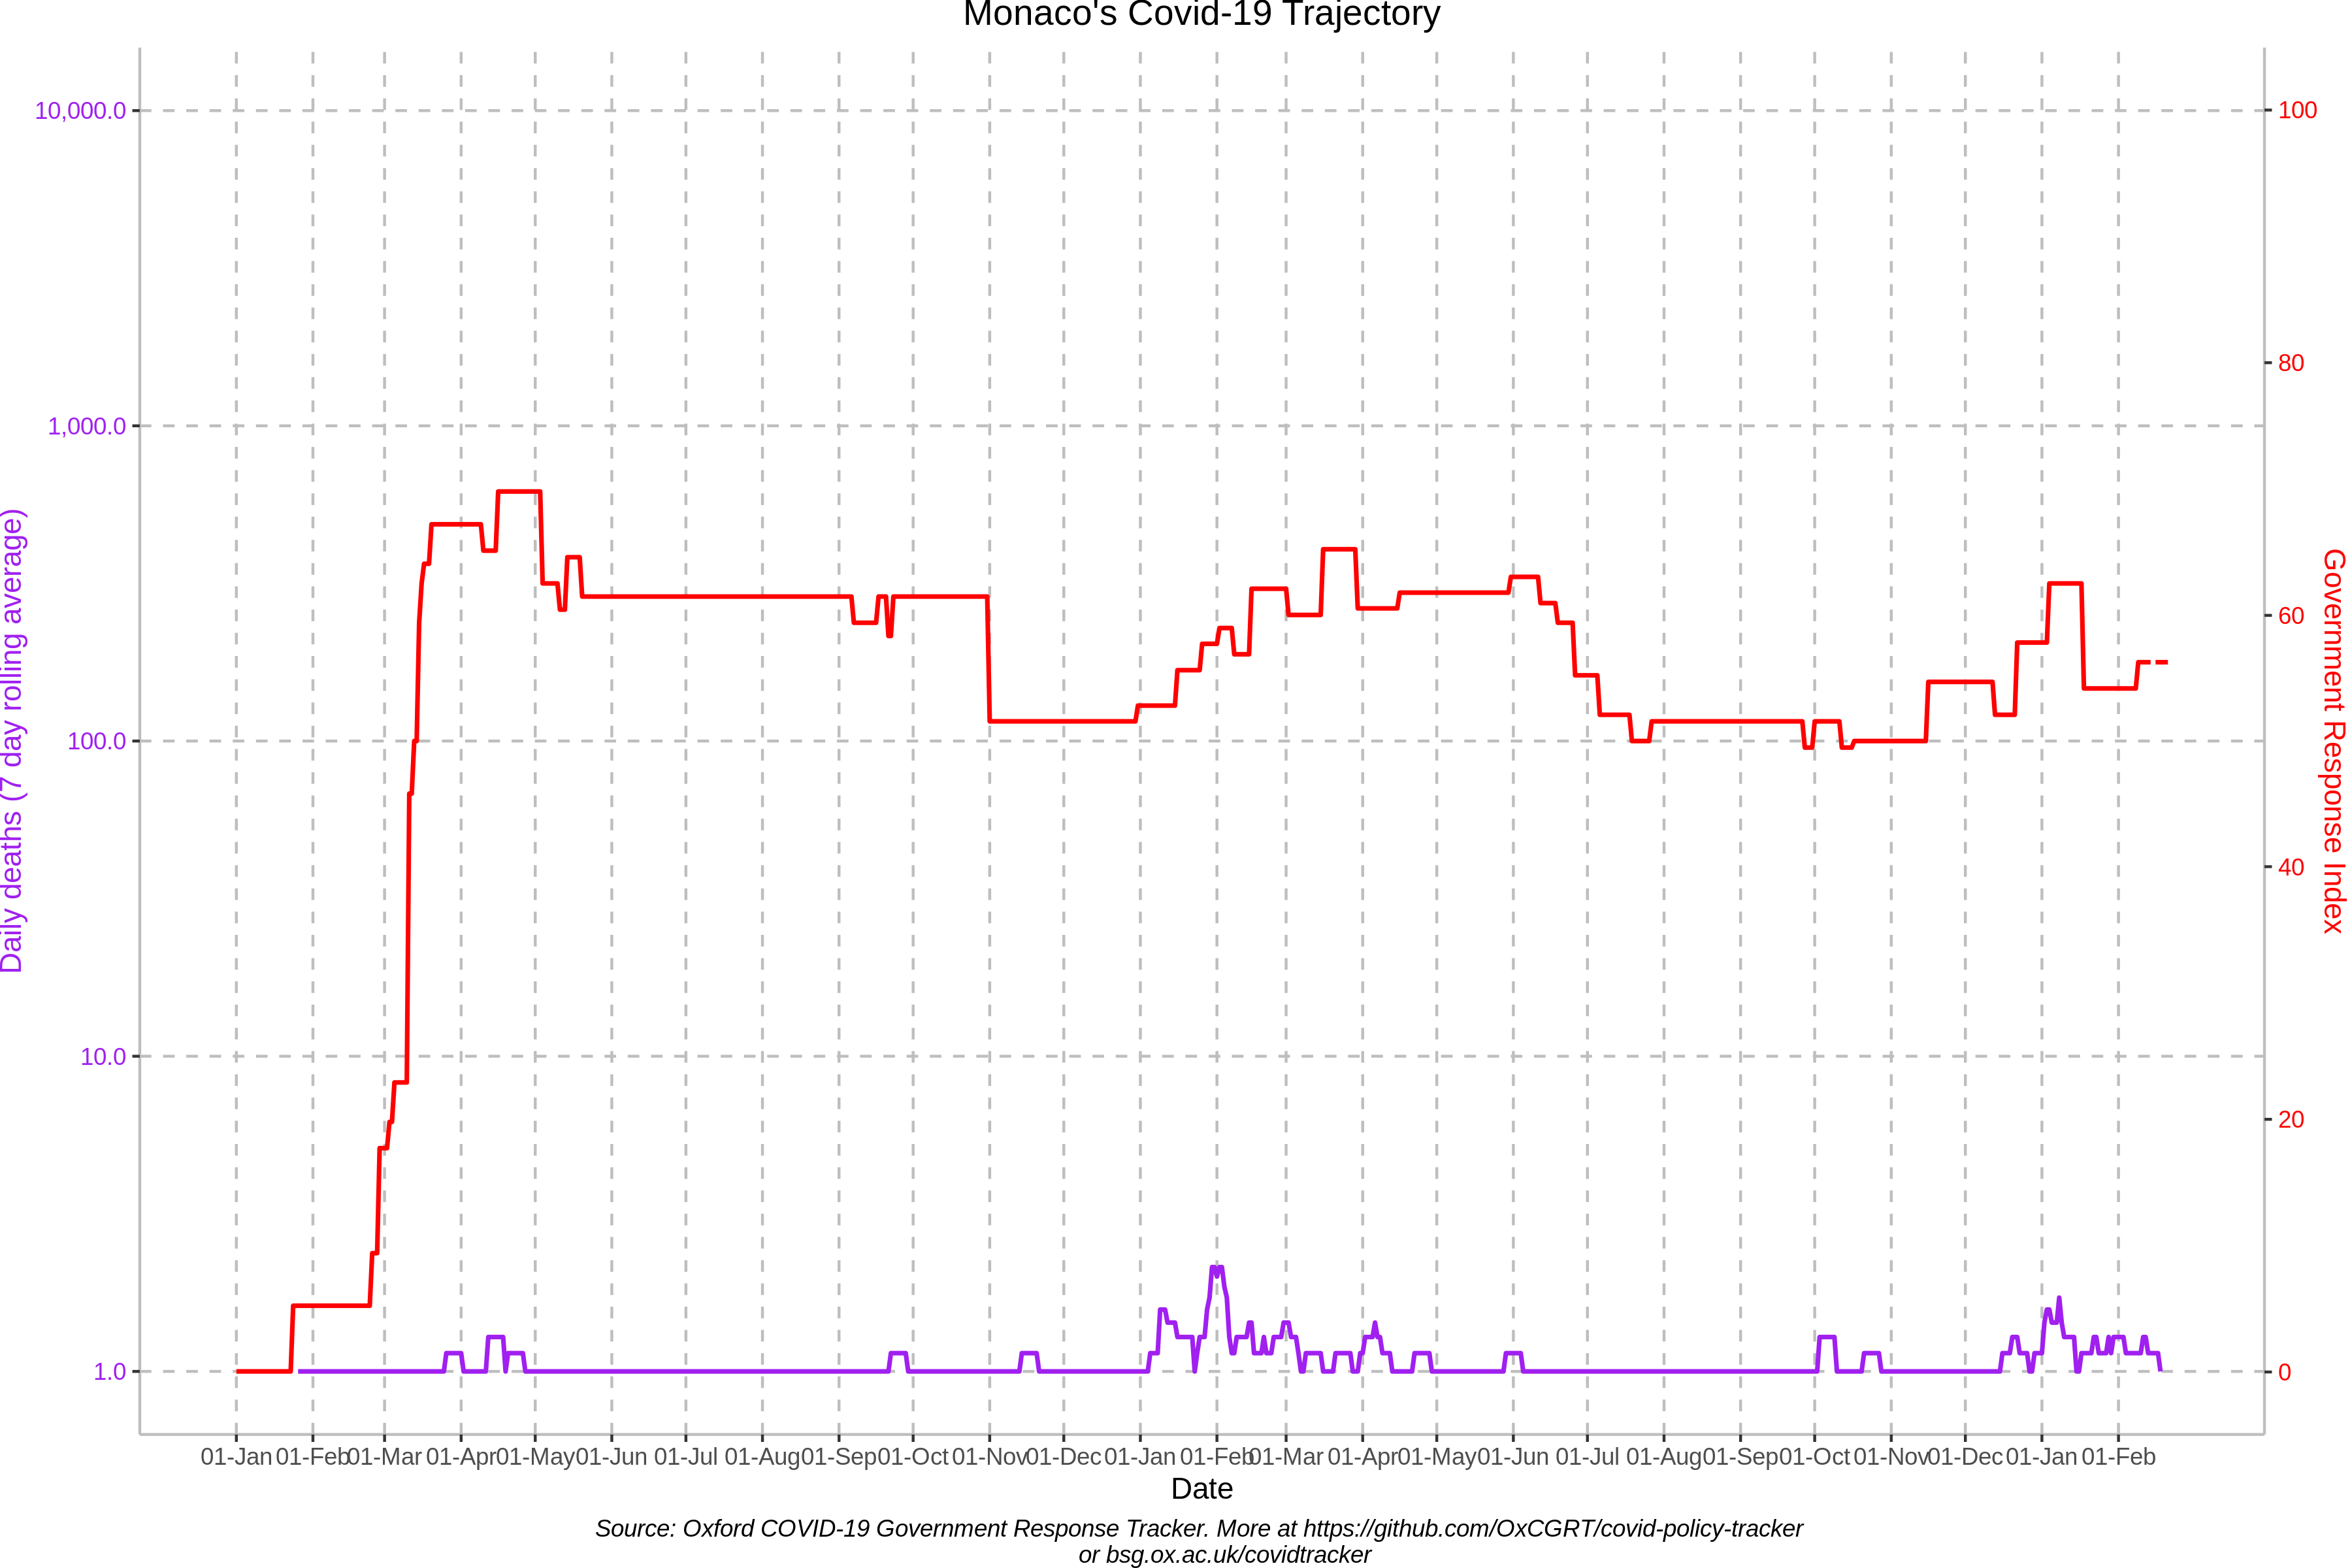 Monaco's Covid-19 Trajectory
10,000.0
1,000.0
100.0
10.0
1.0
Daily deaths (7 day rolling average)
100
80
60
40
20
0
Government Response Index
01-Jan 01-Feb 01-Mar 01-Apr 01-May 01-Jun 01-Jul 01-Aug 01-Sep 01-Oct 01-Nov 01-Dec 01-Jan 01-Feb 01-Mar 01-Apr 01-May 01-Jun 01-Jul 01-Aug 01-Sep 01-Oct 01-Nov 01-Dec 01-Jan 01-Feb
Date
Source: Oxford COVID-19 Government Response Tracker. More at https://github.com/OxCGRT/covid-policy-tracker
or bsg.ox.ac.uk/covidtracker